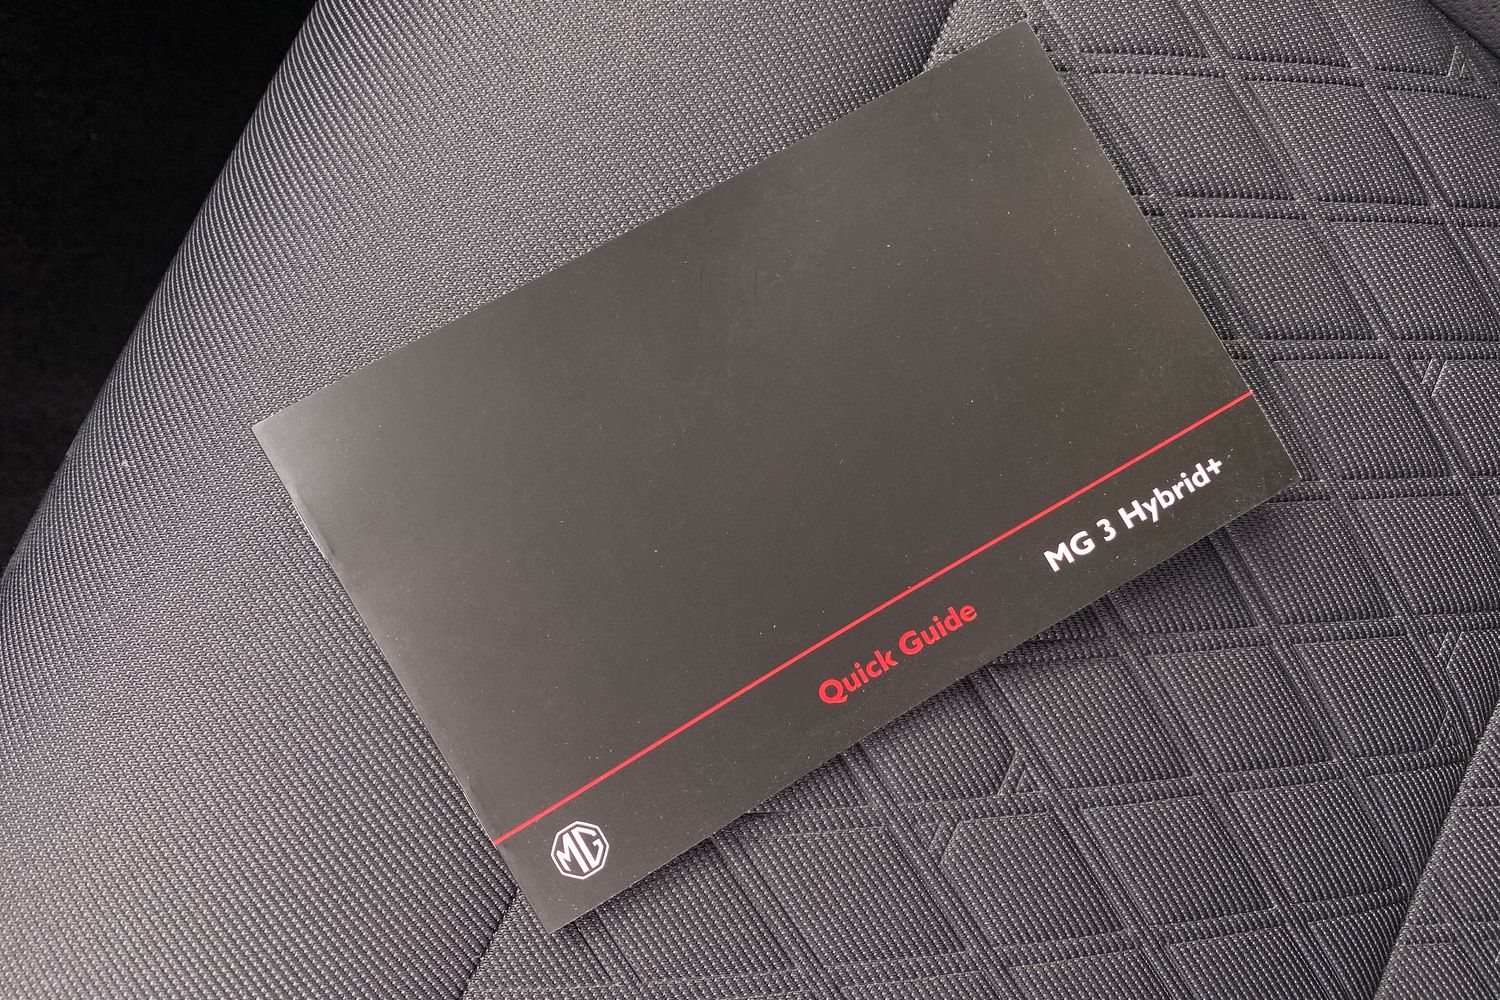 MG 3 Hybrid+
Quick Guide
MG